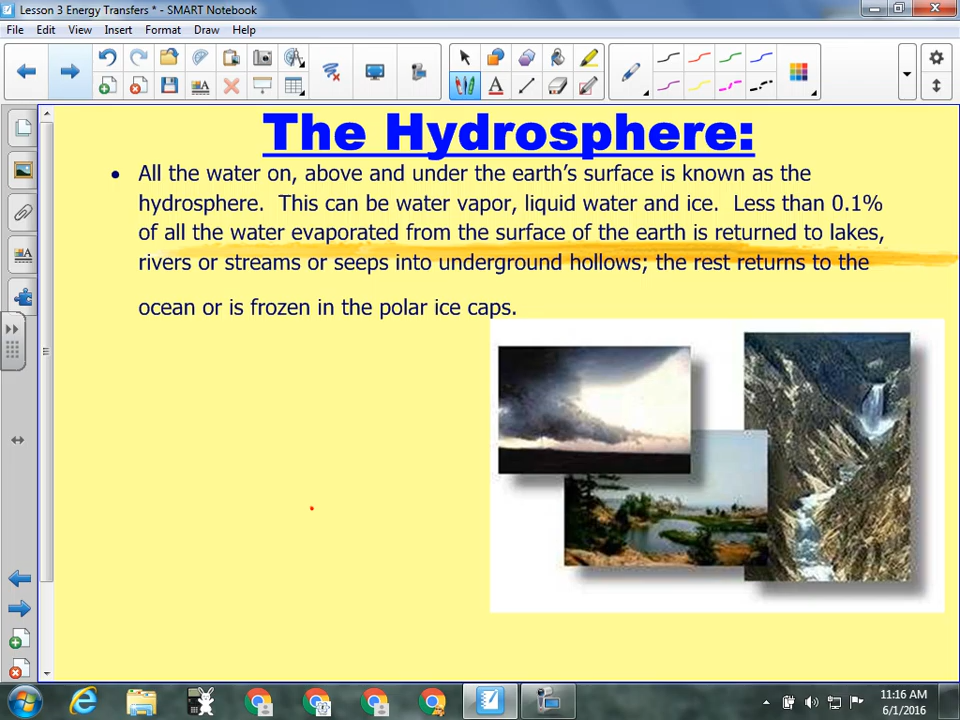 Lesson 3 Energy Transfers * - SMART Notebook
File Edit View Insert Format Draw Help
The Hydrosphere:
• All the water on, above and under the earth's surface is known as the
hydrosphere. This can be water vapor, liquid water and ice. Less than 0.1%
of all the water evaporated from the surface of the earth is returned to lakes,
rivers or streams or seeps into underground hollows; the rest returns to the
ocean or is frozen in the polar ice caps.
11:16 AM
6/1/2016